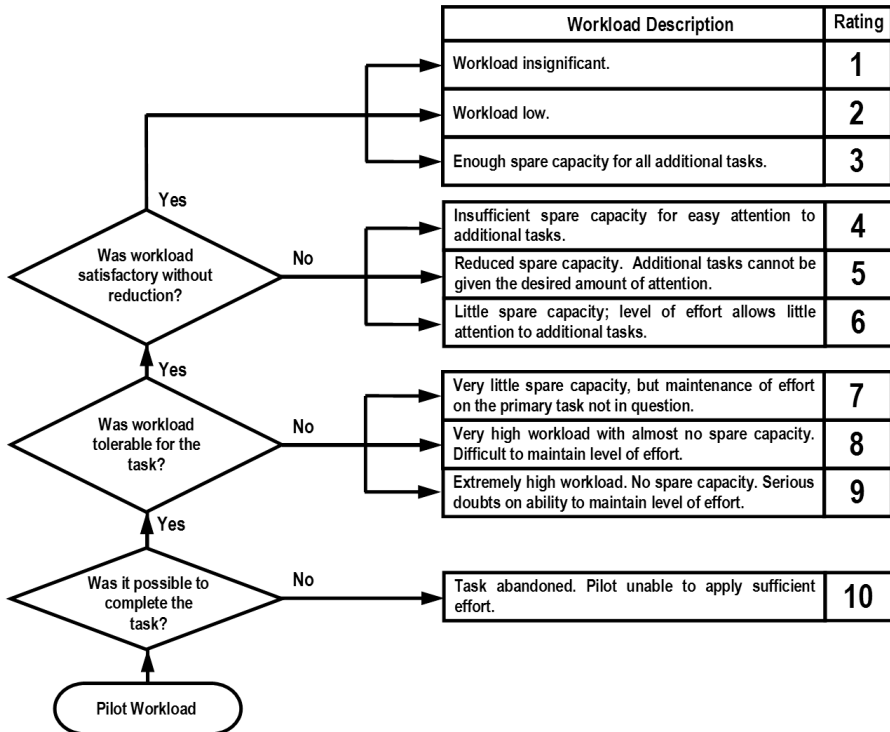 Workload Description Rating
Workload insignificant. 1
Workload low. 2
Enough spare capacity for all additional tasks. 3
Yes
Insufficient spare capacity for easy attention to
additional tasks. 4
Was workload
satisfactory without
reduction?
No
Reduced spare capacity. Additional tasks cannot be
given the desired amount of attention. 5
Little spare capacity; level of effort allows little
attention to additional tasks. 6
Yes
Very little spare capacity, but maintenance of effort
on the primary task not in question. 7
Was workload
tolerable for the
task?
No
Very high workload with almost no spare capacity.
Difficult to maintain level of effort. 8
Extremely high workload. No spare capacity. Serious
doubts on ability to maintain level of effort. 9
Yes
Was it possible to
complete the
task?
No
Task abandoned. Pilot unable to apply sufficient
effort. 10
Pilot Workload